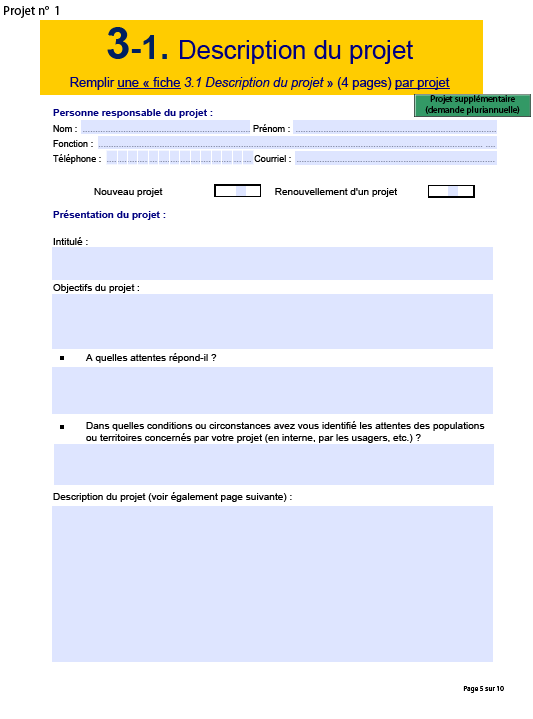 Projet n° 1
3-1. Description du projet
Remplir une « fiche 3.1 Description du projet » (4 pages) par projet
Projet supplémentaire
(demande pluriannuelle)
Personne responsable du projet :
Nom : Prénom :
Fonction :
Téléphone : Courriel :
Nouveau projet Renouvellement d'un projet
Présentation du projet :
Intitulé :
Objectifs du projet :
▪ A quelles attentes répond-il ?
▪ Dans quelles conditions ou circonstances avez vous identifié les attentes des populations
ou territoires concernés par votre projet (en interne, par les usagers, etc.) ?
Description du projet (voir également page suivante) :
Page 5 sur 10